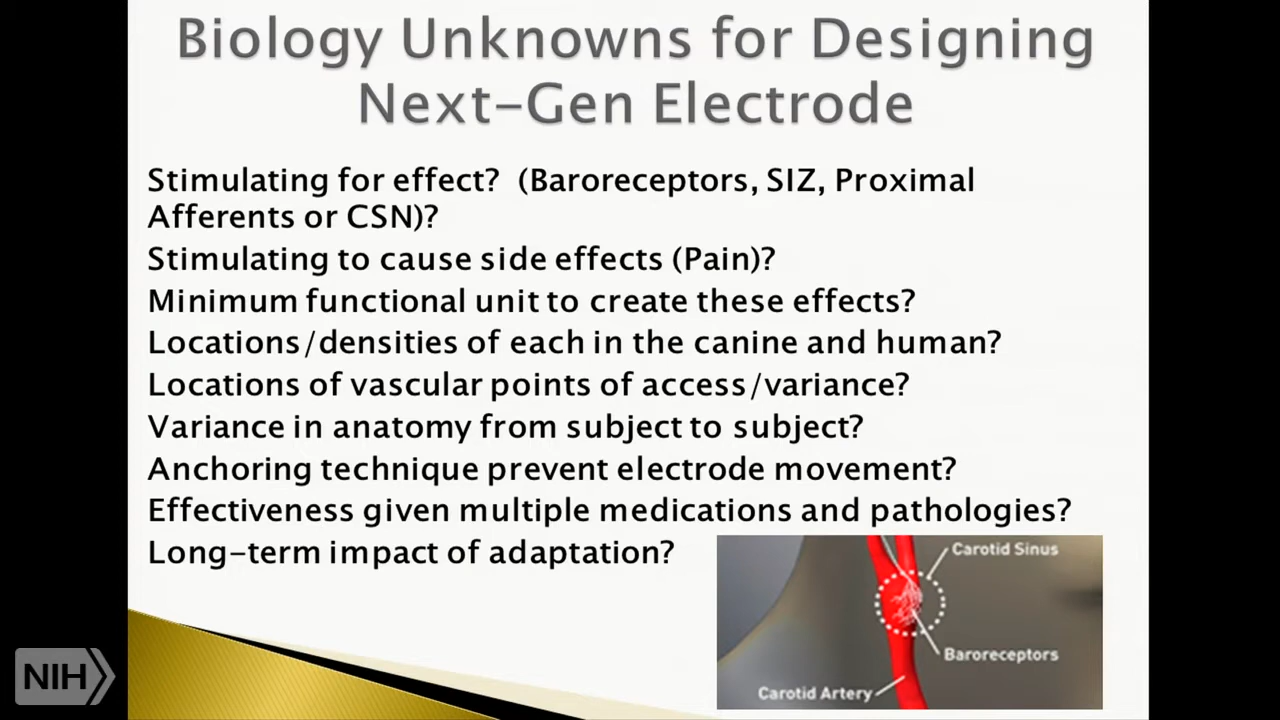 Biology Unknowns for Designing
Next-Gen Electrode
Stimulating for effect? (Baroreceptors, SIZ, Proximal
Afferents or CSN)?
Stimulating to cause side effects (Pain)?
Minimum functional unit to create these effects?
Locations/densities of each in the canine and human?
Locations of vascular points of access/variance?
Variance in anatomy from subject to subject?
Anchoring technique prevent electrode movement?
Effectiveness given multiple medications and pathologies?
Long-term impact of adaptation?
Carotid Sinus
Baroreceptors
Carotid Artery
NIH